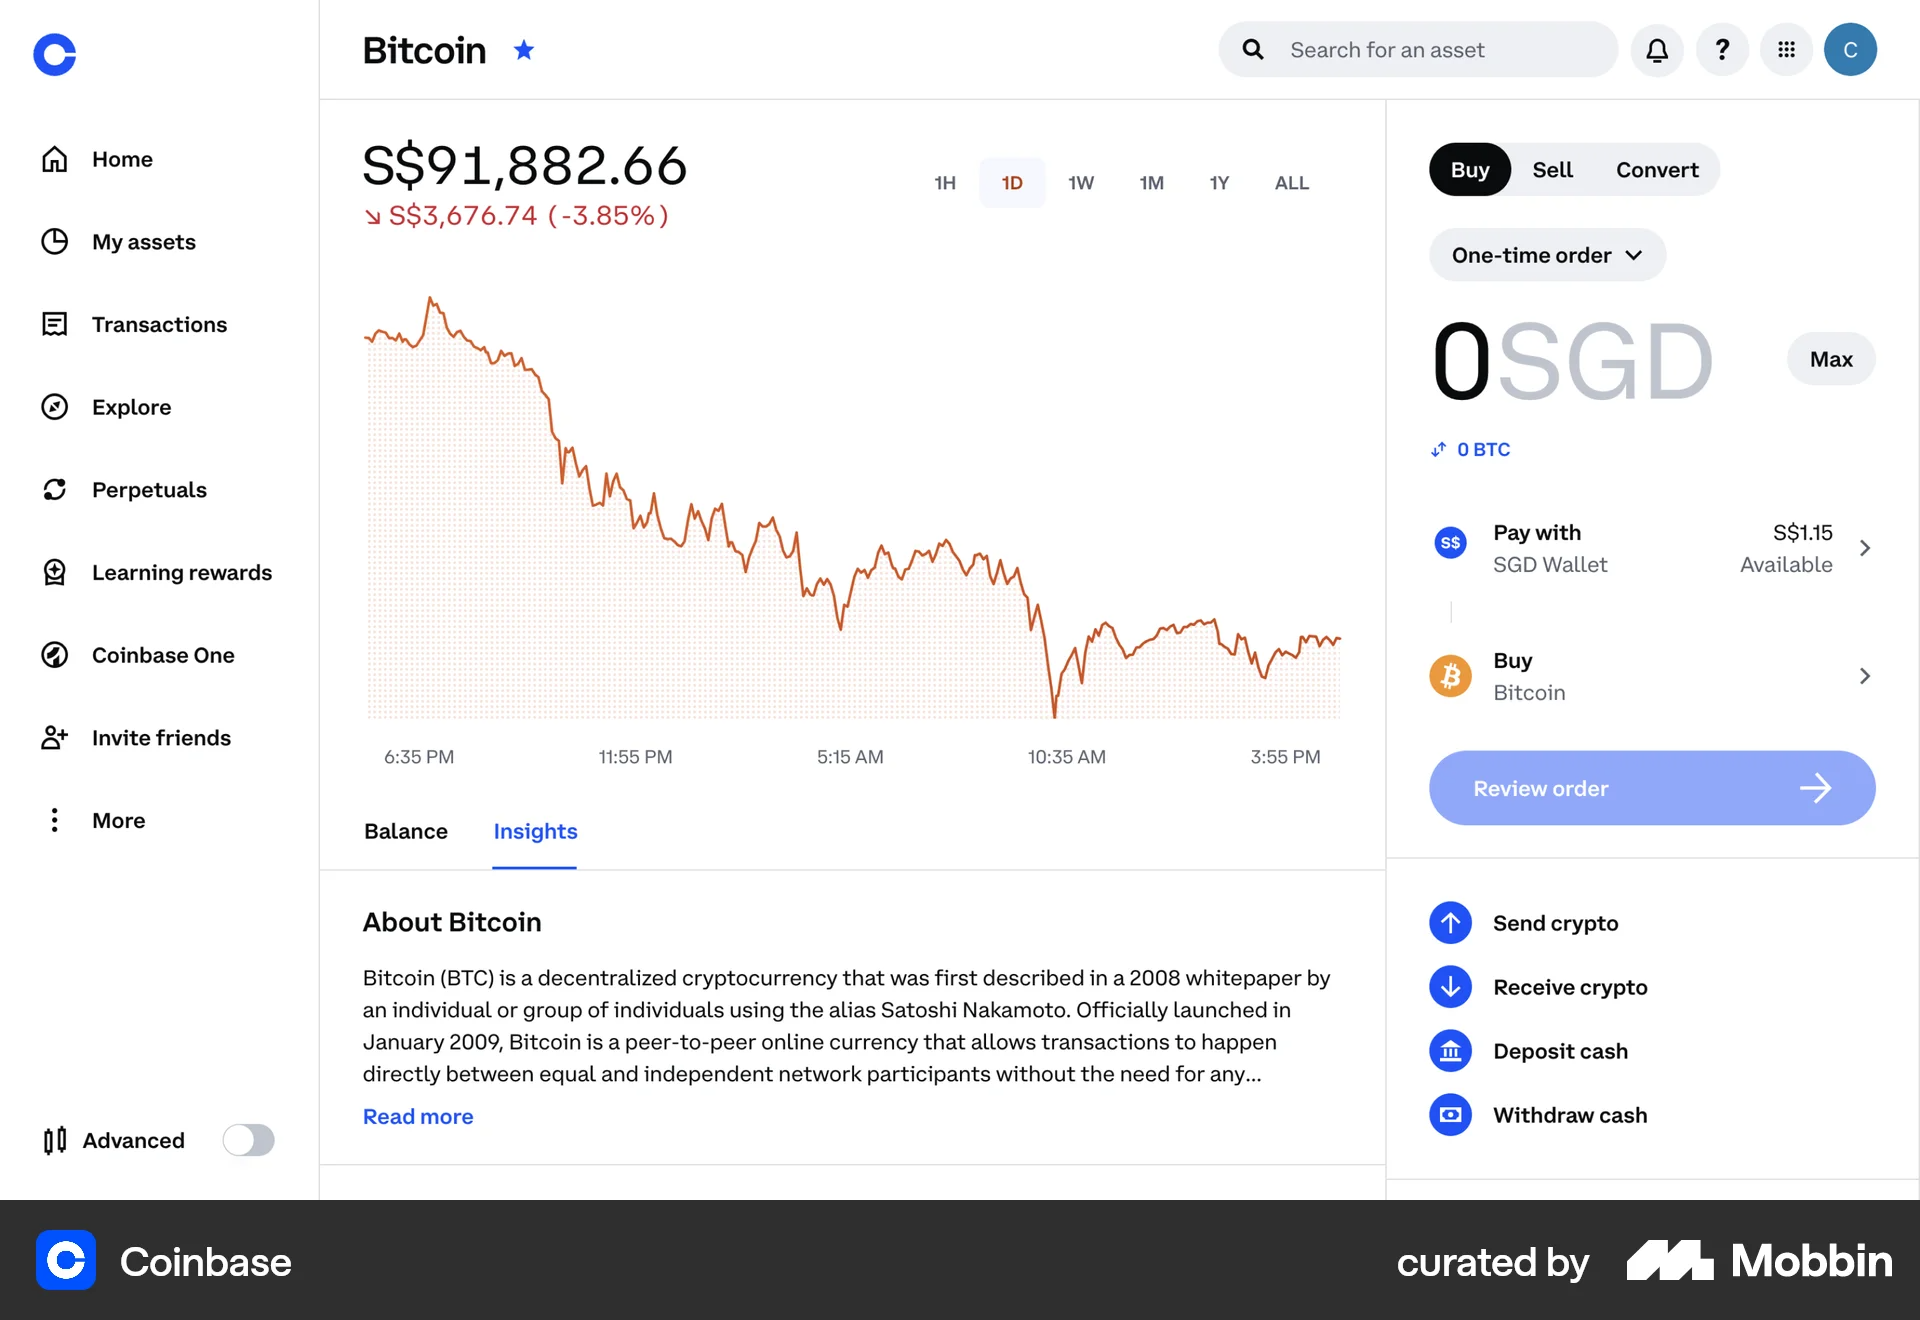 Bitcoin
Search for an asset
?
C
Home
My assets
Transactions
Explore
Perpetuals
Learning rewards
Coinbase One
Invite friends
More
Advanced
S$91,882.66
↘ S$3,676.74 (-3.85%)
1H 1D 1W 1M 1Y ALL
6:35 PM 11:55 PM 5:15 AM 10:35 AM 3:55 PM
Balance Insights
About Bitcoin
Bitcoin (BTC) is a decentralized cryptocurrency that was first described in a 2008 whitepaper by
an individual or group of individuals using the alias Satoshi Nakamoto. Officially launched in
January 2009, Bitcoin is a peer-to-peer online currency that allows transactions to happen
directly between equal and independent network participants without the need for any...
Read more
Buy Sell Convert
One-time order
0SGD
Max
0 BTC
S$
Pay with S$1.15
SGD Wallet Available
Buy
Bitcoin
Review order
Send crypto
Receive crypto
Deposit cash
Withdraw cash
Coinbase
curated by Mobbin